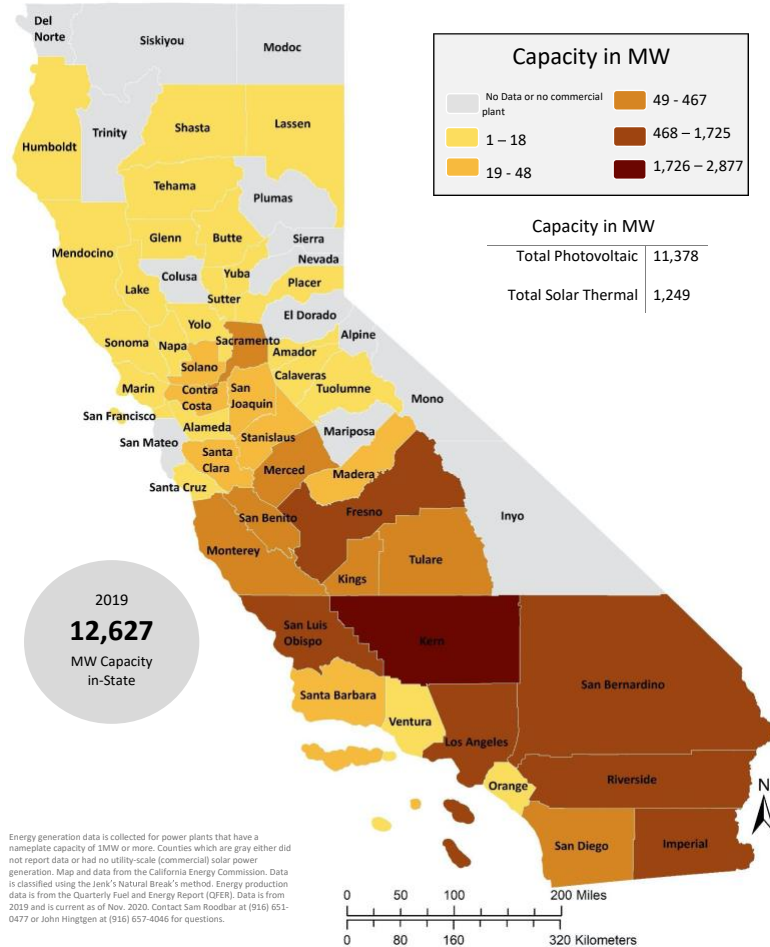 Del
Norte
Siskiyou
Modoc
Trinity
Shasta
Lassen
Humboldt
Tehama
Plumas
Glenn
Butte
Sierra
Mendocino
Nevada
Colusa
Yuba
Placer
Lake
Sutter
El Dorado
Yolo
Alpine
Sonoma
Napa
Sacramento
Amador
Solano
Calaveras
Marin
Contra
Costa
San
Joaquin
Tuolumne
Mono
San Francisco
Alameda
Mariposa
San Mateo
Stanislaus
Santa
Clara
Merced
Madera
Santa Cruz
Fresno
San Benito
Inyo
Monterey
Tulare
Kings
San Luis
Obispo
Kern
San Bernardino
Santa Barbara
Ventura
Los Angeles
Orange
Riverside
San Diego
Imperial
Capacity in MW
No Data or no commercial
plant
1 – 18
19 - 48
49 - 467
468 – 1,725
1,726 – 2,877
Capacity in MW
Total Photovoltaic 11,378
Total Solar Thermal 1,249
2019
12,627
MW Capacity
in-State
N
Energy generation data is collected for power plants that have a
nameplate capacity of 1MW or more. Counties which are gray either did
not report data or had no utility-scale (commercial) solar power
generation. Map and data from the California Energy Commission. Data
is classified using the Jenk's Natural Break's method. Energy production
data is from the Quarterly Fuel and Energy Report (QFER). Data is from
2019 and is current as of Nov. 2020. Contact Sam Roodbar at (916) 651-
0477 or John Hingtgen at (916) 657-4046 for questions.
0 50 100 200 Miles
0 80 160 320 Kilometers